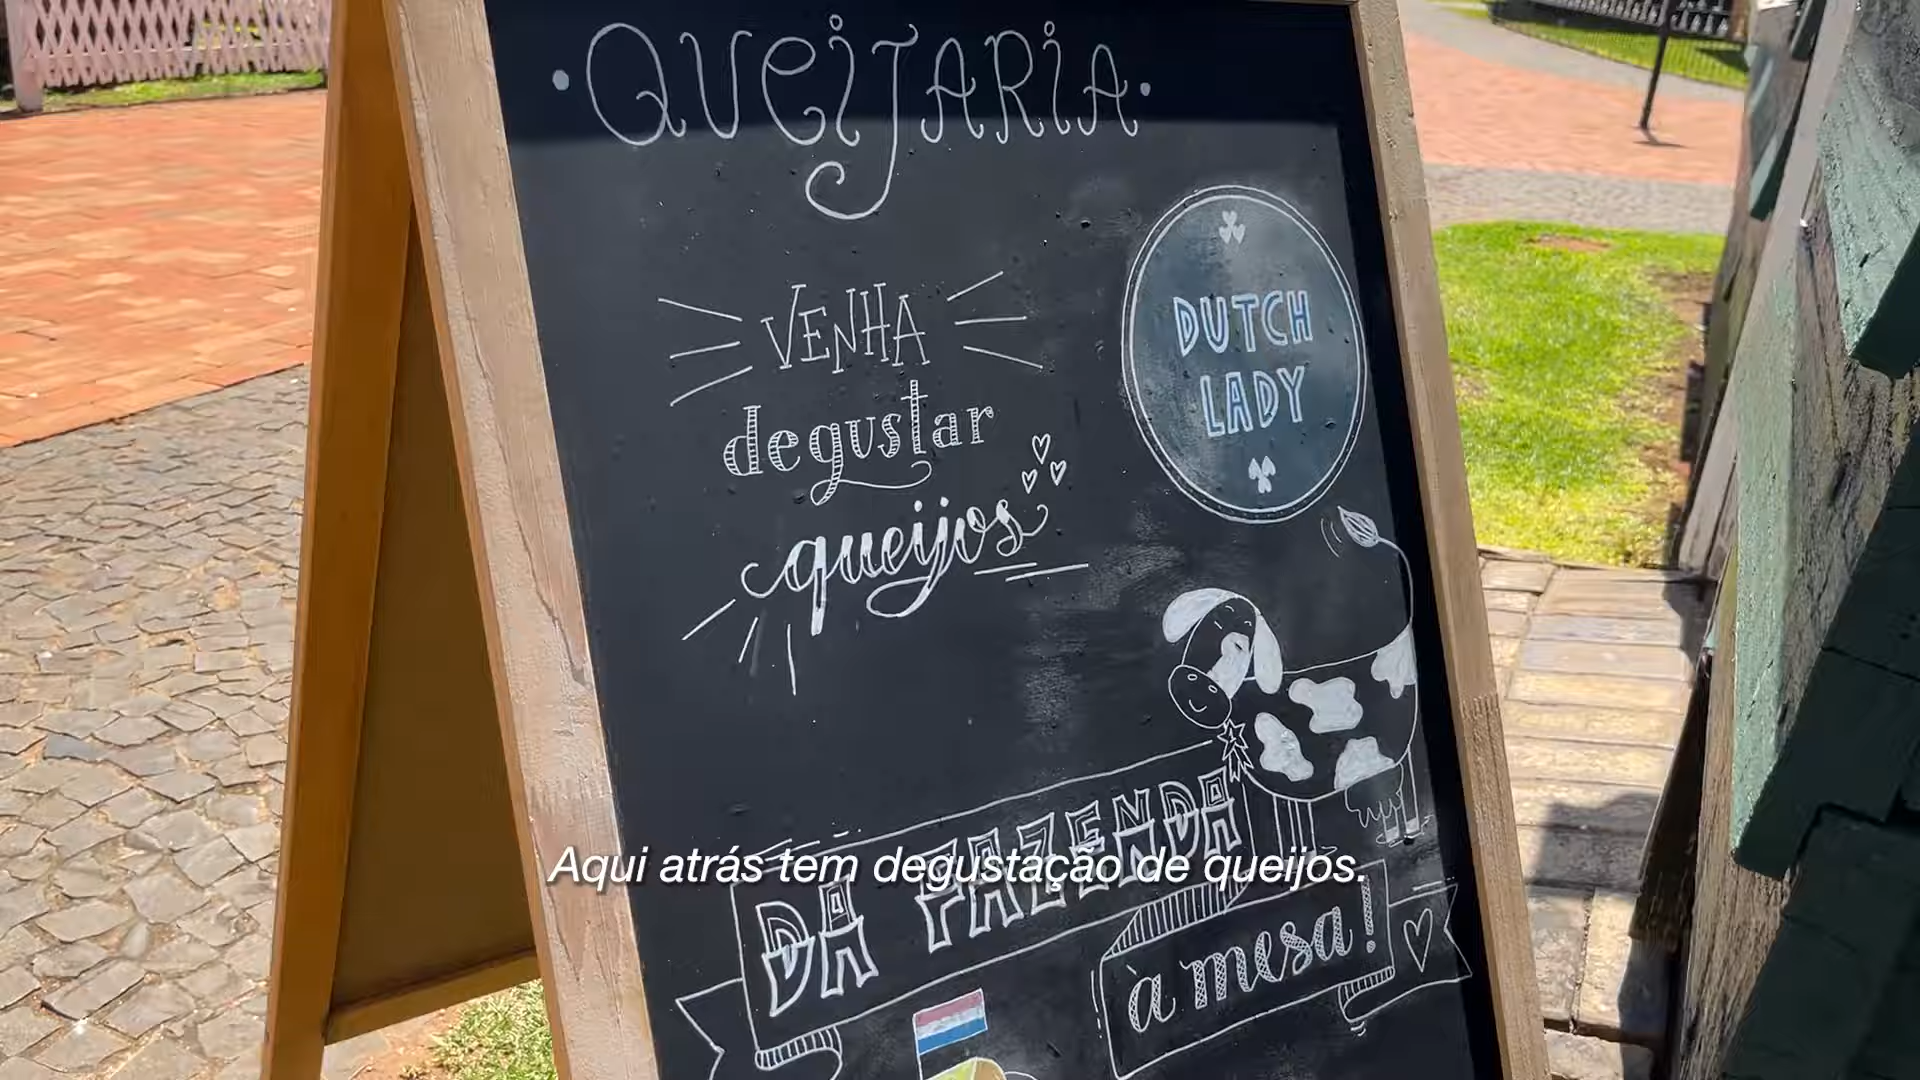 • QUEiJARiA •
VENHA
degustar
queijos
DUTCH
LADY
DA FAZENDA
à mesa!
Aqui atrás tem degustação de queijos.